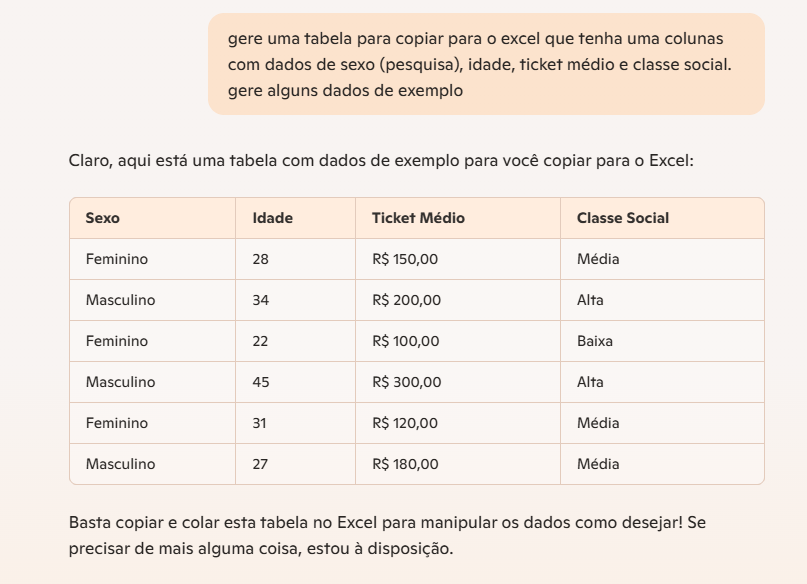 gere uma tabela para copiar para o excel que tenha uma colunas
com dados de sexo (pesquisa), idade, ticket médio e classe social.
gere alguns dados de exemplo
Claro, aqui está uma tabela com dados de exemplo para você copiar para o Excel:
Sexo Idade Ticket Médio Classe Social
Feminino 28 R$ 150,00 Média
Masculino 34 R$ 200,00 Alta
Feminino 22 R$ 100,00 Baixa
Masculino 45 R$ 300,00 Alta
Feminino 31 R$ 120,00 Média
Masculino 27 R$ 180,00 Média
Basta copiar e colar esta tabela no Excel para manipular os dados como desejar! Se
precisar de mais alguma coisa, estou à disposição.